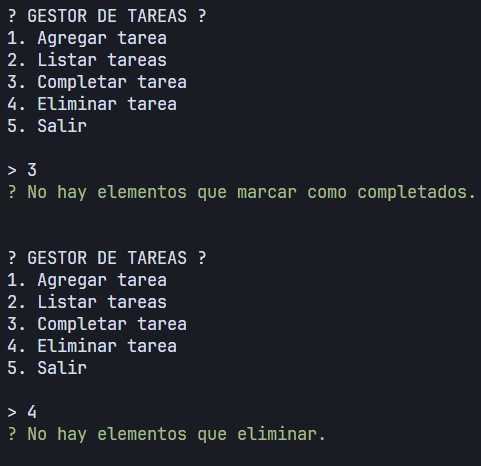 ? GESTOR DE TAREAS ?
1. Agregar tarea
2. Listar tareas
3. Completar tarea
4. Eliminar tarea
5. Salir
> 3
? No hay elementos que marcar como completados.
? GESTOR DE TAREAS ?
1. Agregar tarea
2. Listar tareas
3. Completar tarea
4. Eliminar tarea
5. Salir
> 4
? No hay elementos que eliminar.